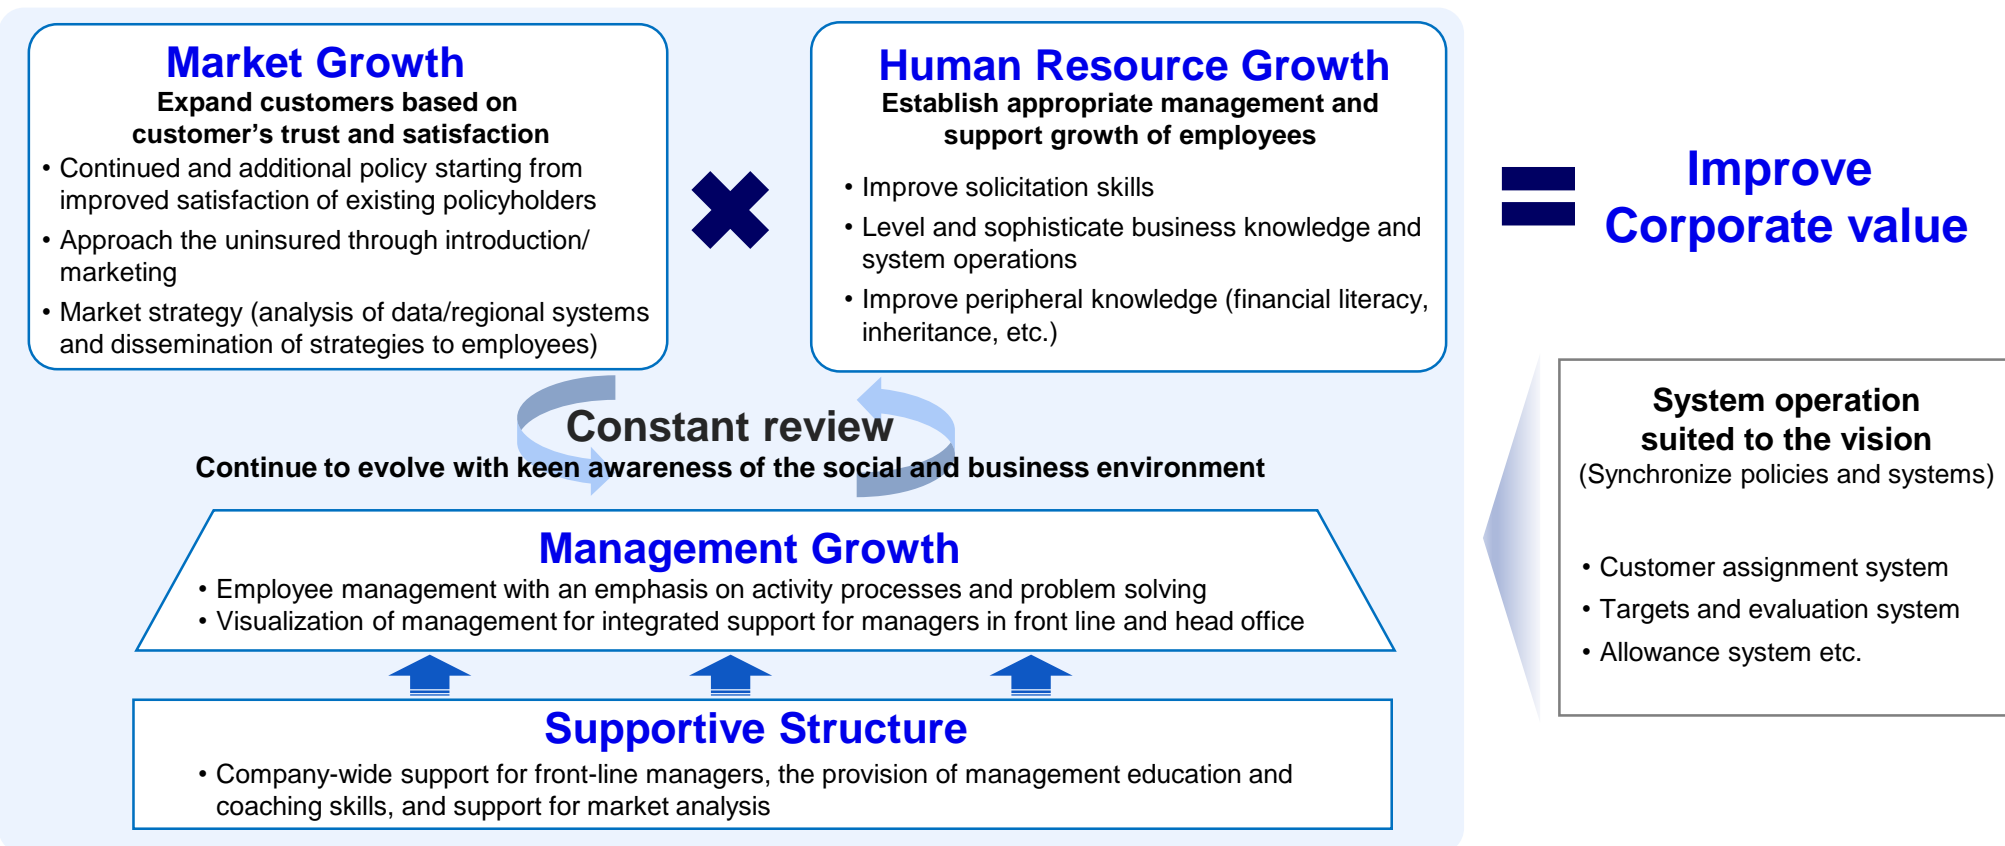 Market Growth
Expand customers based on
customer’s trust and satisfaction
• Continued and additional policy starting from
improved satisfaction of existing policyholders
• Approach the uninsured through introduction/
marketing
• Market strategy (analysis of data/regional systems
and dissemination of strategies to employees)
Human Resource Growth
Establish appropriate management and
support growth of employees
• Improve solicitation skills
• Level and sophisticate business knowledge and
system operations
• Improve peripheral knowledge (financial literacy,
inheritance, etc.)
Improve
Corporate value
Constant review
Continue to evolve with keen awareness of the social and business environment
Management Growth
• Employee management with an emphasis on activity processes and problem solving
• Visualization of management for integrated support for managers in front line and head office
Supportive Structure
• Company-wide support for front-line managers, the provision of management education and
coaching skills, and support for market analysis
System operation
suited to the vision
(Synchronize policies and systems)
• Customer assignment system
• Targets and evaluation system
• Allowance system etc.